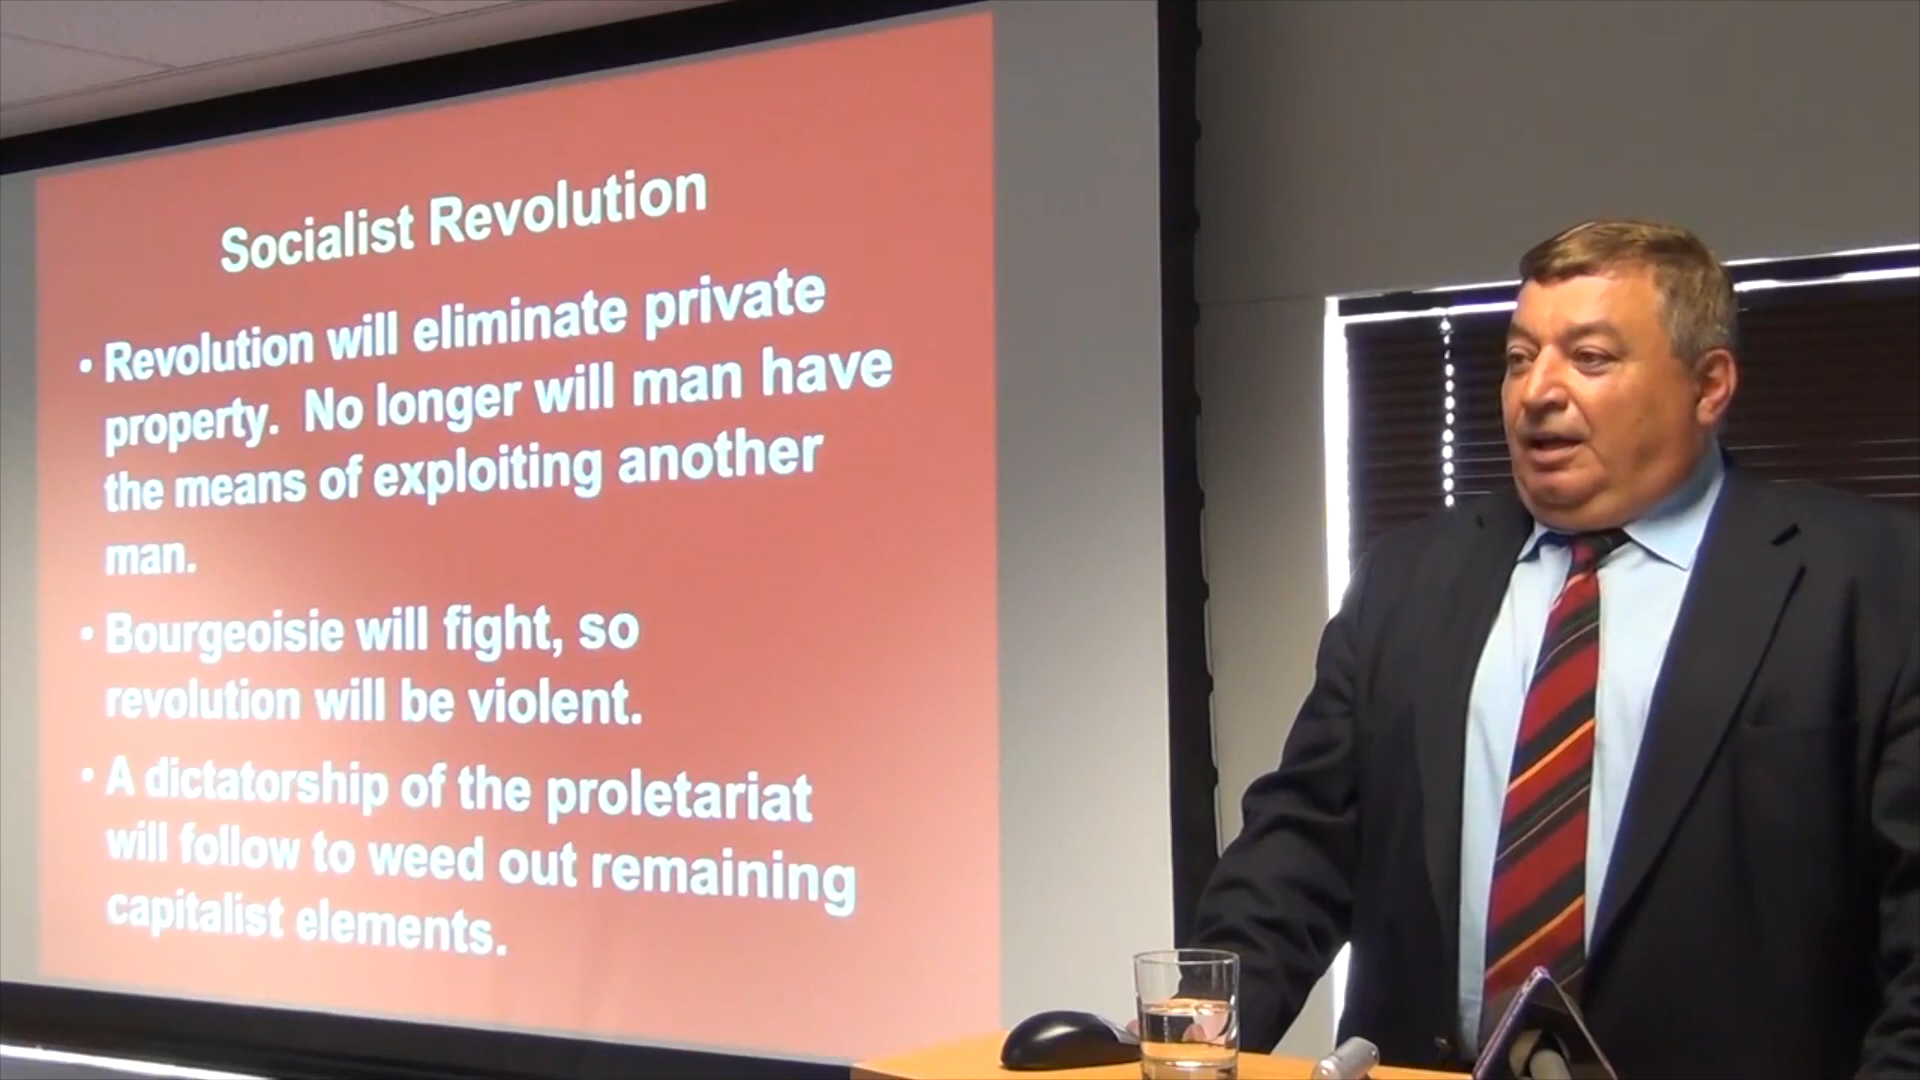 Socialist Revolution
• Revolution will eliminate private
property. No longer will man have
the means of exploiting another
man.
• Bourgeoisie will fight, so
revolution will be violent.
• A dictatorship of the proletariat
will follow to weed out remaining
capitalist elements.